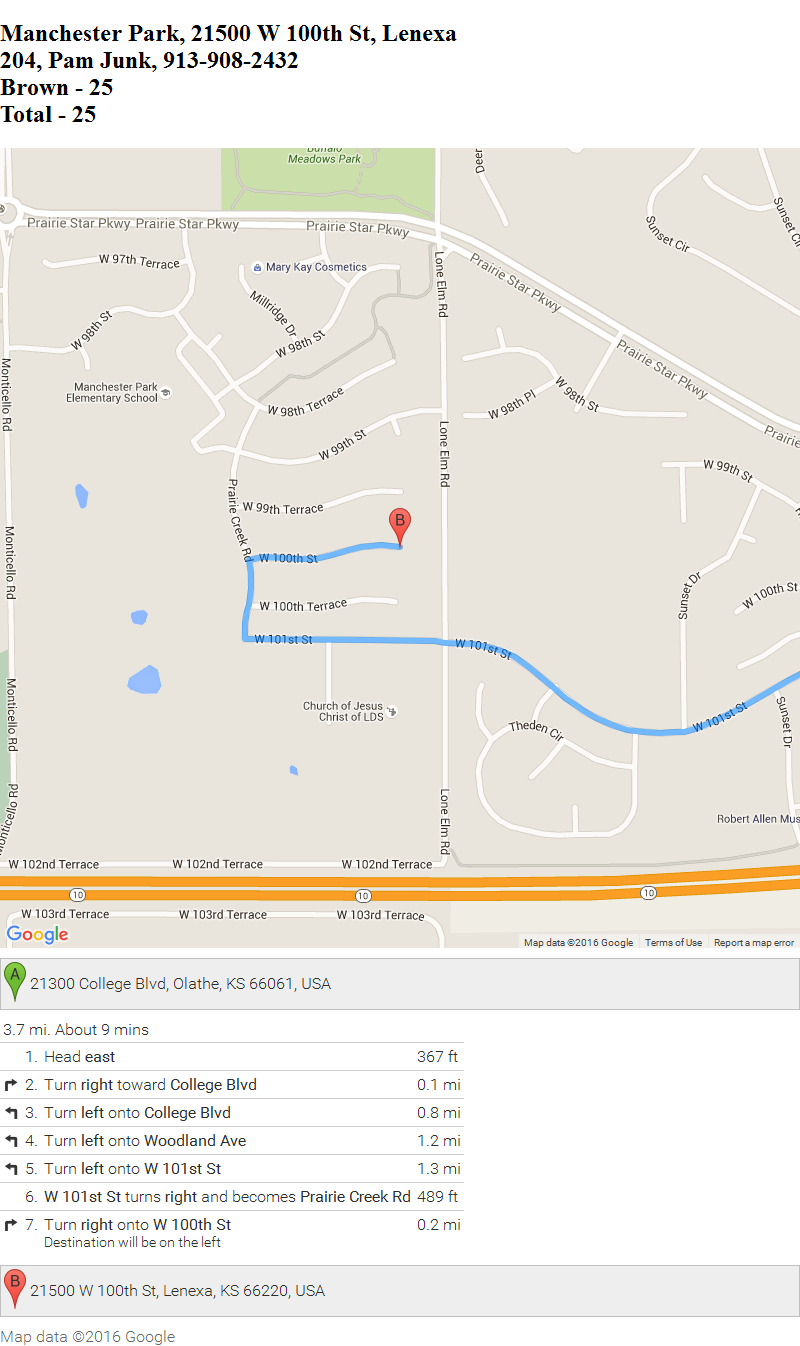 Manchester Park, 21500 W 100th St, Lenexa
204, Pam Junk, 913-908-2432
Brown - 25
Total - 25
Buffalo
Meadows Park
Deer
Sunset Cir
Sunset Cir
Prairie Star Pkwy
Prairie Star Pkwy
Prairie Star Pkwy
Prairie Star Pkwy
Prairie Star Pkwy
Prairie
W 97th Terrace
Mary Kay Cosmetics
Lone Elm Rd
Millridge Dr
W 98th St
W 98th St
Monticello Rd
Manchester Park
Elementary School
W 98th Terrace
W 98th Pl
W 98th St
W 99th St
Lone Elm Rd
W 99th St
Prairie Creek Rd
W 99th Terrace
B
Monticello Rd
W 100th St
W 100th Terrace
Sunset Dr
W 100th St
W 101st St
W 101st St
Monticello Rd
Church of Jesus
Christ of LDS
Theden Cir
W 101st St
Sunset Dr
Monticello Rd
Lone Elm Rd
Robert Allen Mus
W 102nd Terrace
W 102nd Terrace
W 102nd Terrace
10
10
10
W 103rd Terrace
W 103rd Terrace
W 103rd Terrace
Google
Map data ©2016 Google
Terms of Use
Report a map error
A
21300 College Blvd, Olathe, KS 66061, USA
3.7 mi. About 9 mins
1. Head east 367 ft
2. Turn right toward College Blvd 0.1 mi
3. Turn left onto College Blvd 0.8 mi
4. Turn left onto Woodland Ave 1.2 mi
5. Turn left onto W 101st St 1.3 mi
6. W 101st St turns right and becomes Prairie Creek Rd 489 ft
7. Turn right onto W 100th St 0.2 mi
Destination will be on the left
B
21500 W 100th St, Lenexa, KS 66220, USA
Map data ©2016 Google